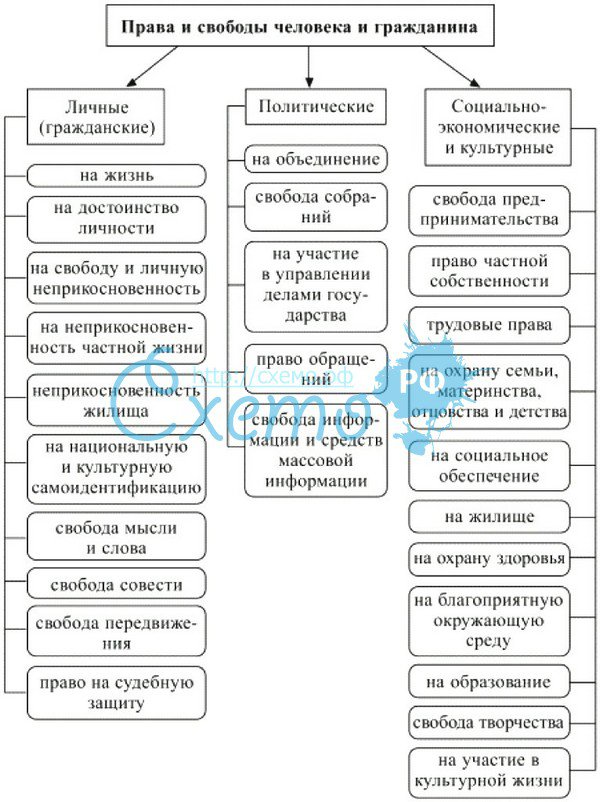 Права и свободы человека и гражданина
Личные
(гражданские)
на жизнь
на достоинство
личности
на свободу и личную
неприкосновенность
на неприкосновен-
ность частной жизни
неприкосновенность
жилища
на национальную
и культурную
самоидентификацию
свобода мысли
и слова
свобода совести
свобода передвиже-
ния
право на судебную
защиту
Политические
на объединение
свобода собра-
ний
на участие
в управлении
делами госу-
дарства
право обраще-
ний
свобода инфор-
мации и средств
массовой
информации
Социально-
экономические
и культурные
свобода пред-
принимательства
право частной
собственности
трудовые права
на охрану семьи,
материнства,
отцовства и детства
на социальное
обеспечение
на жилище
на охрану здоровья
на благоприятную
окружающую
среду
на образование
свобода творчества
на участие в
культурной жизни
http://схемо.рф
Схемо
РФ